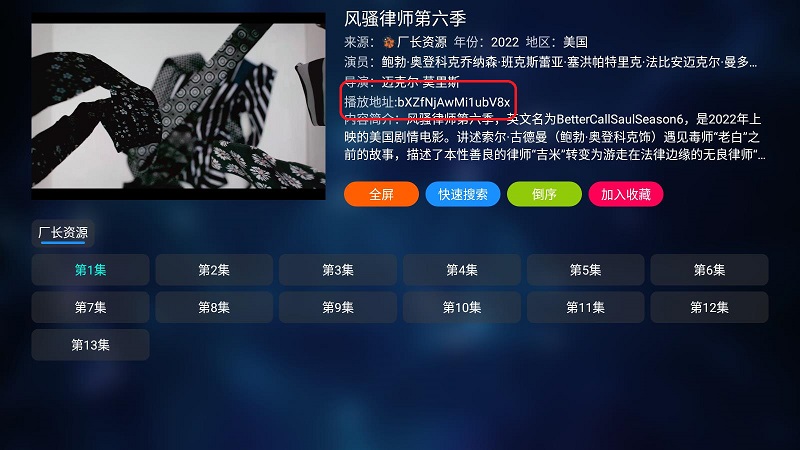 风骚律师第六季
来源：厂长资源 年份：2022 地区：美国
演员：鲍勃·奥登科克乔纳森·班克斯蕾亚·塞洪帕特里克·法比安迈克尔·曼多…
导演：迈克尔·莫里斯
播放地址:bXZfNjAwMi1ubV8x
内容简介：风骚律师第六季，英文名为BetterCallSaulSeason6，是2022年上
映的美国剧情电影。讲述索尔·古德曼（鲍勃·奥登科克饰）遇见毒师“老白”之
前的故事，描述了本性善良的律师“吉米”转变为游走在法律边缘的无良律师“…
全屏 快速搜索 倒序 加入收藏
厂长资源
第1集 第2集 第3集 第4集 第5集 第6集
第7集 第8集 第9集 第10集 第11集 第12集
第13集